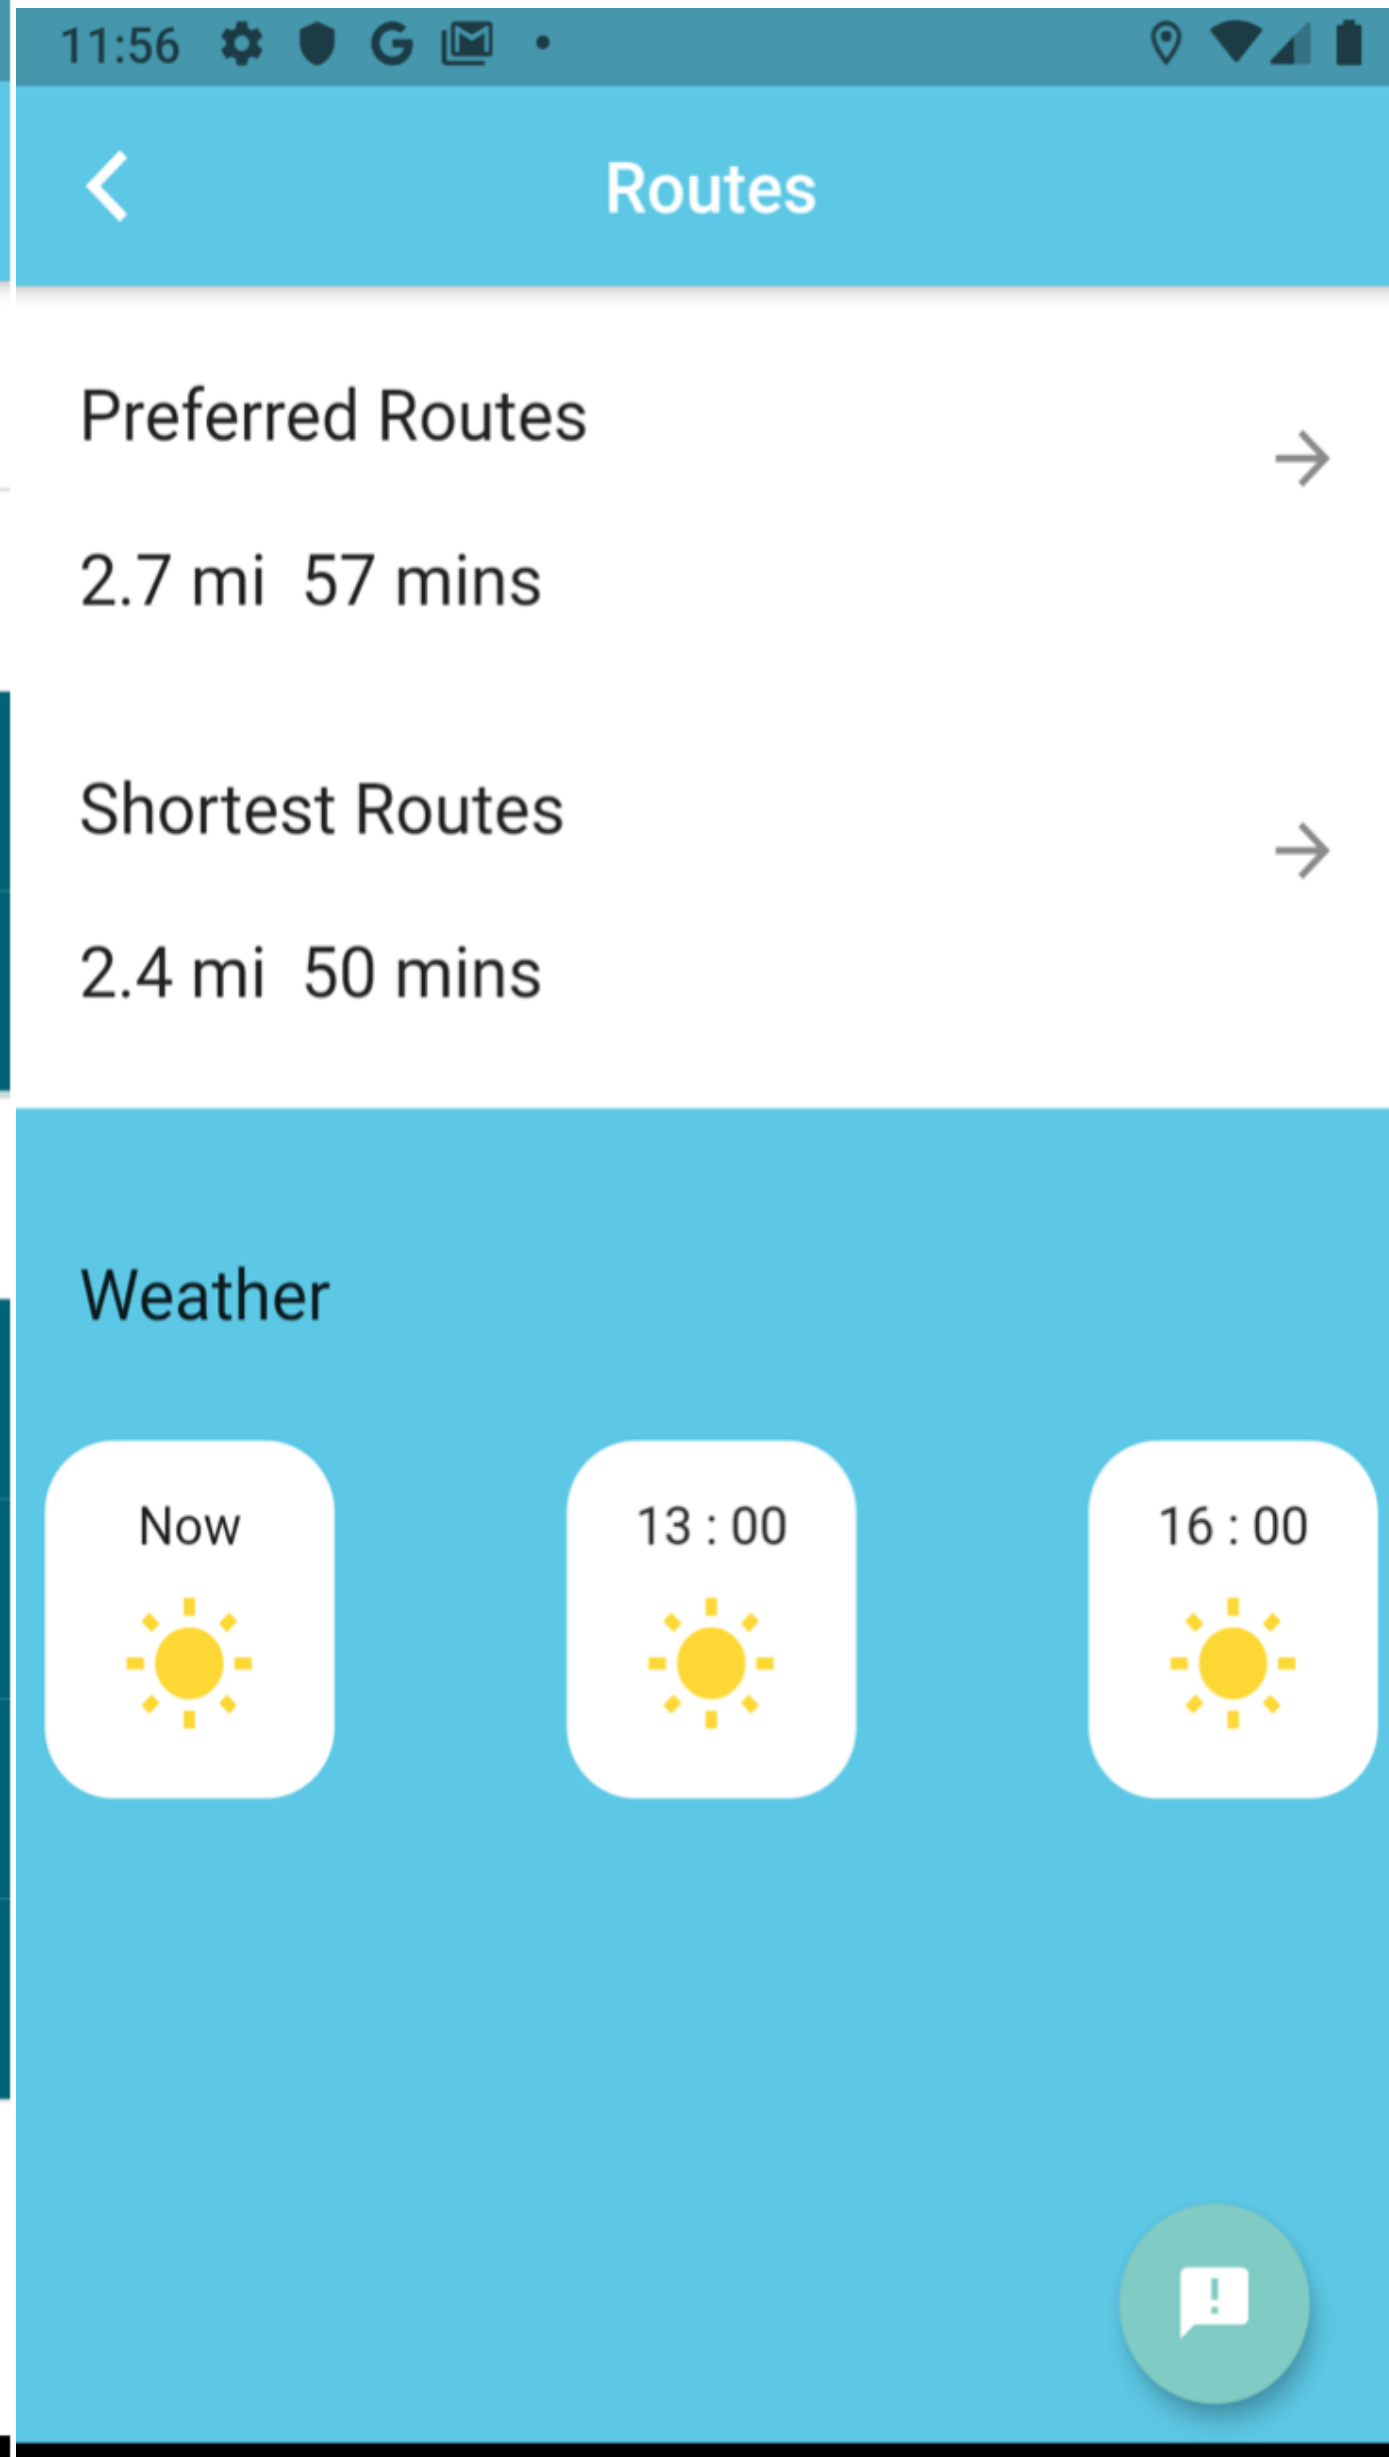 11:56
Routes
Preferred Routes
2.7 mi 57 mins
Shortest Routes
2.4 mi 50 mins
Weather
Now 13 : 00 16 : 00